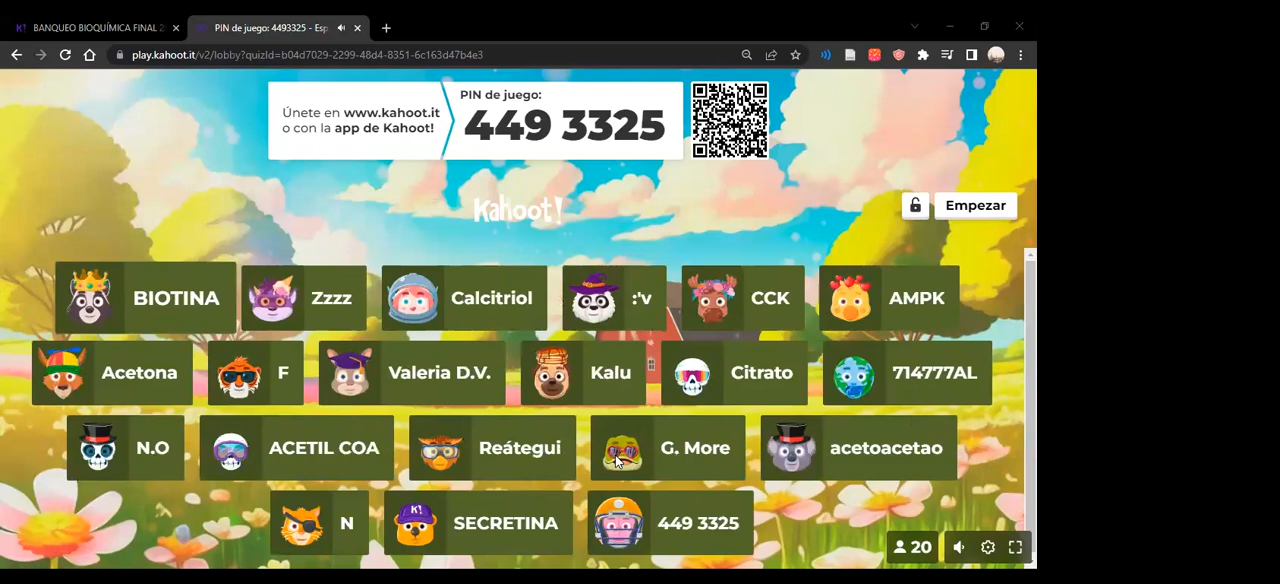 BANQUEO BIOQUÍMICA FINAL 2
PIN de juego: 4493325 - Esp
play.kahoot.it/v2/lobby?quizId=b04d7029-2299-48d4-8351-6c163d47b4e3
Únete en www.kahoot.it
o con la app de Kahoot!
PIN de juego:
449 3325
Kahoot!
Empezar
BIOTINA
Zzzz
Calcitriol
:'v
CCK
AMPK
Acetona
F
Valeria D.V.
Kalu
Citrato
714777AL
N.O
ACETIL COA
Reátegui
G. More
acetoacetao
N
K!
SECRETINA
449 3325
20